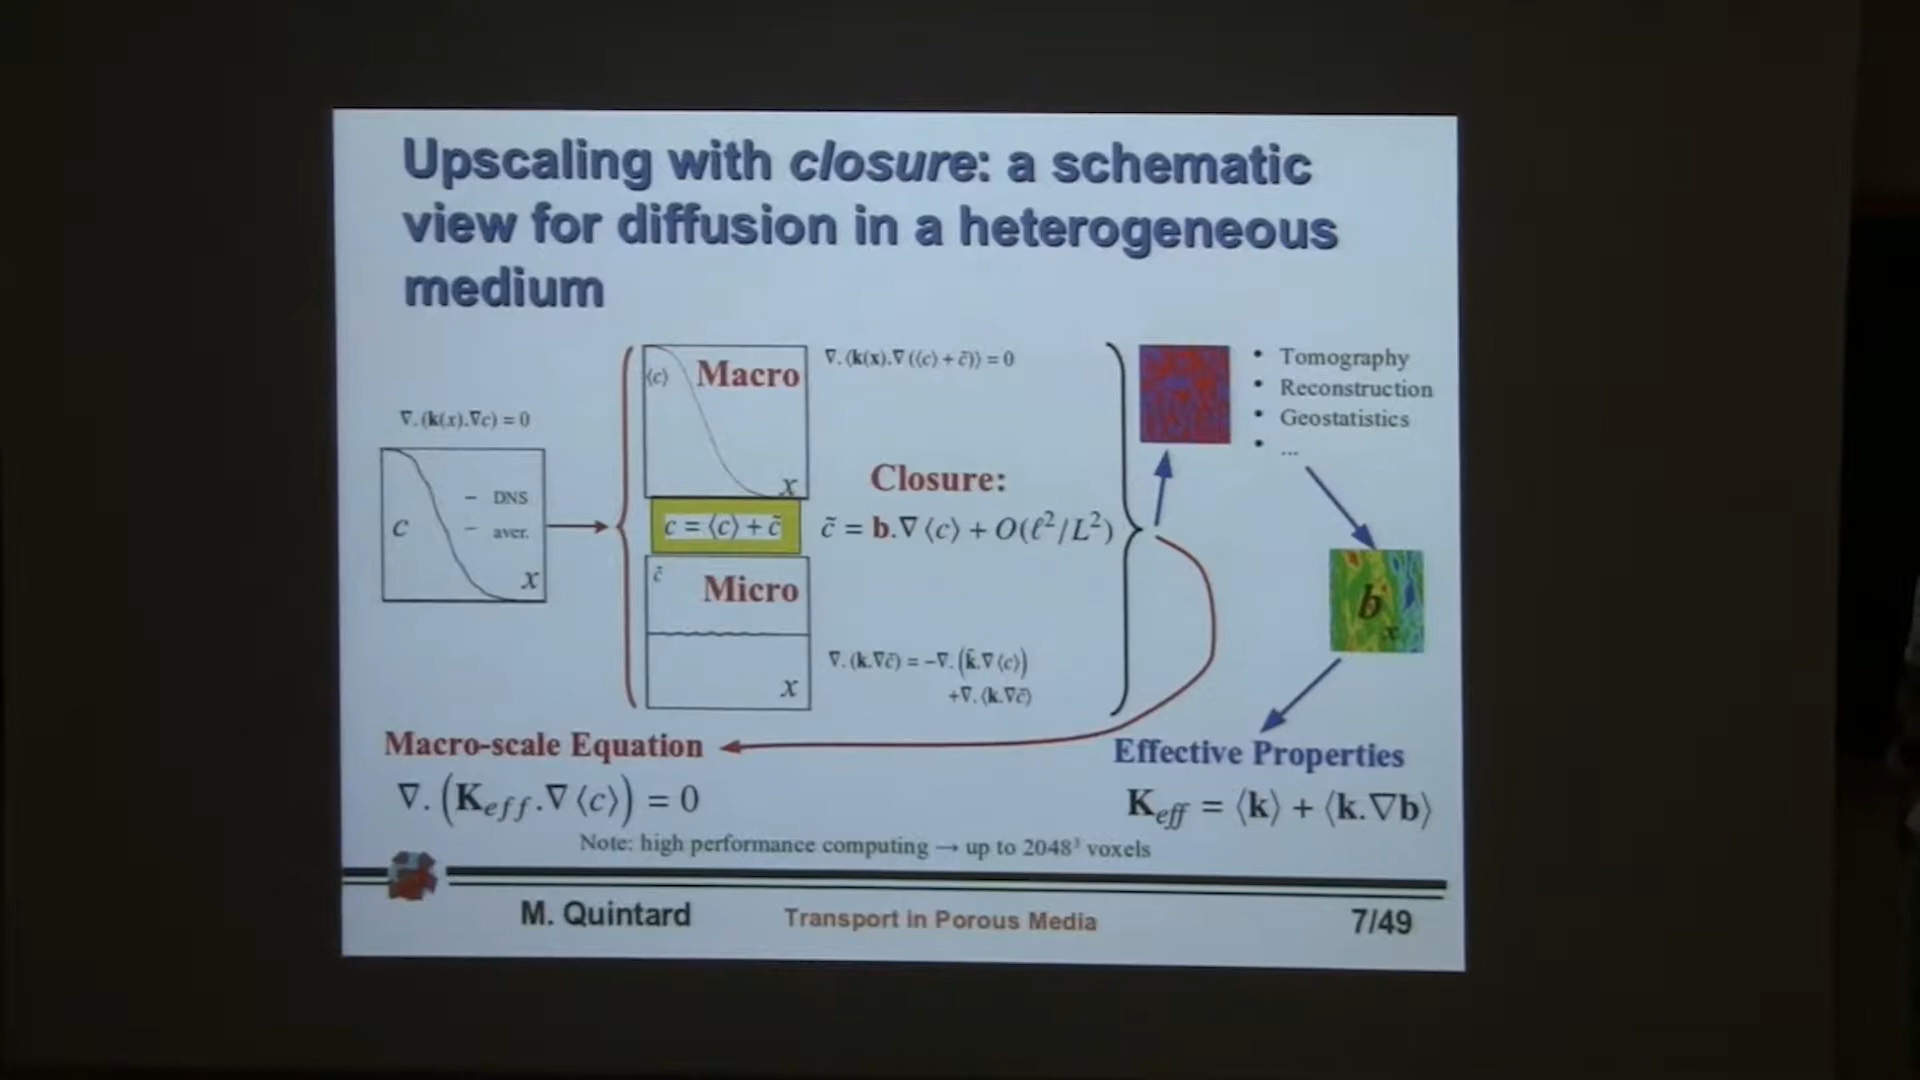 Upscaling with closure: a schematic
view for diffusion in a heterogeneous
medium
∇.(k(x).∇c) = 0
c
– DNS
– aver.
x
⟨c⟩
Macro
x
∇.⟨k(x).∇(⟨c⟩ + c̃)⟩ = 0
c = ⟨c⟩ + c̃
Closure:
c̃ = b.∇⟨c⟩ + O(ℓ²/L²)
c̃
Micro
x
∇.(k.∇c̃) = −∇.(k̃.∇⟨c⟩)
+∇.⟨k.∇c̃⟩
• Tomography
• Reconstruction
• Geostatistics
• ...
bₓ
Macro-scale Equation
∇.(K_eff.∇⟨c⟩) = 0
Effective Properties
K_eff = ⟨k⟩ + ⟨k.∇b⟩
Note: high performance computing → up to 2048³ voxels
M. Quintard
Transport in Porous Media
7/49